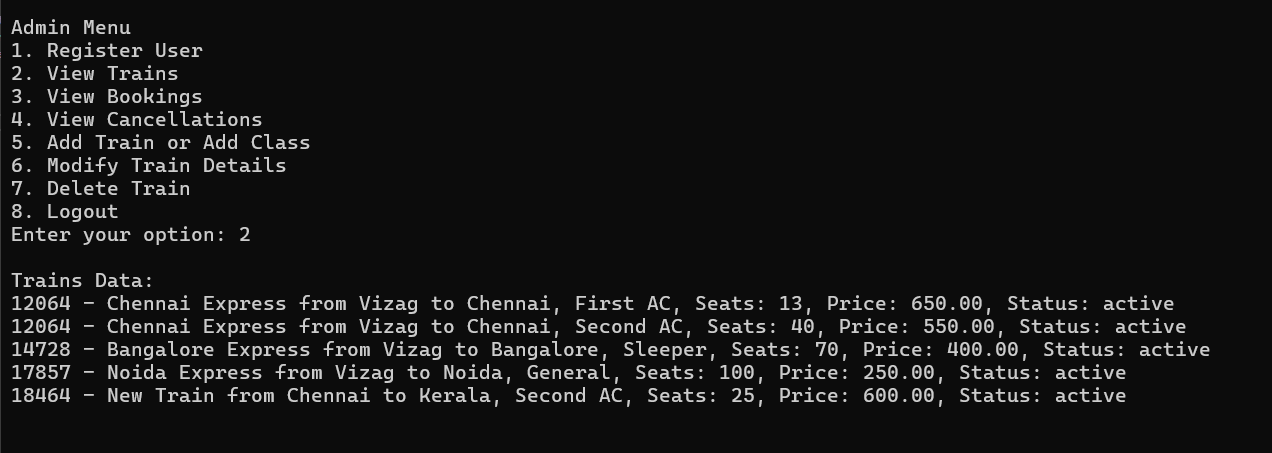 Admin Menu
1. Register User
2. View Trains
3. View Bookings
4. View Cancellations
5. Add Train or Add Class
6. Modify Train Details
7. Delete Train
8. Logout
Enter your option: 2
Trains Data:
12064 - Chennai Express from Vizag to Chennai, First AC, Seats: 13, Price: 650.00, Status: active
12064 - Chennai Express from Vizag to Chennai, Second AC, Seats: 40, Price: 550.00, Status: active
14728 - Bangalore Express from Vizag to Bangalore, Sleeper, Seats: 70, Price: 400.00, Status: active
17857 - Noida Express from Vizag to Noida, General, Seats: 100, Price: 250.00, Status: active
18464 - New Train from Chennai to Kerala, Second AC, Seats: 25, Price: 600.00, Status: active